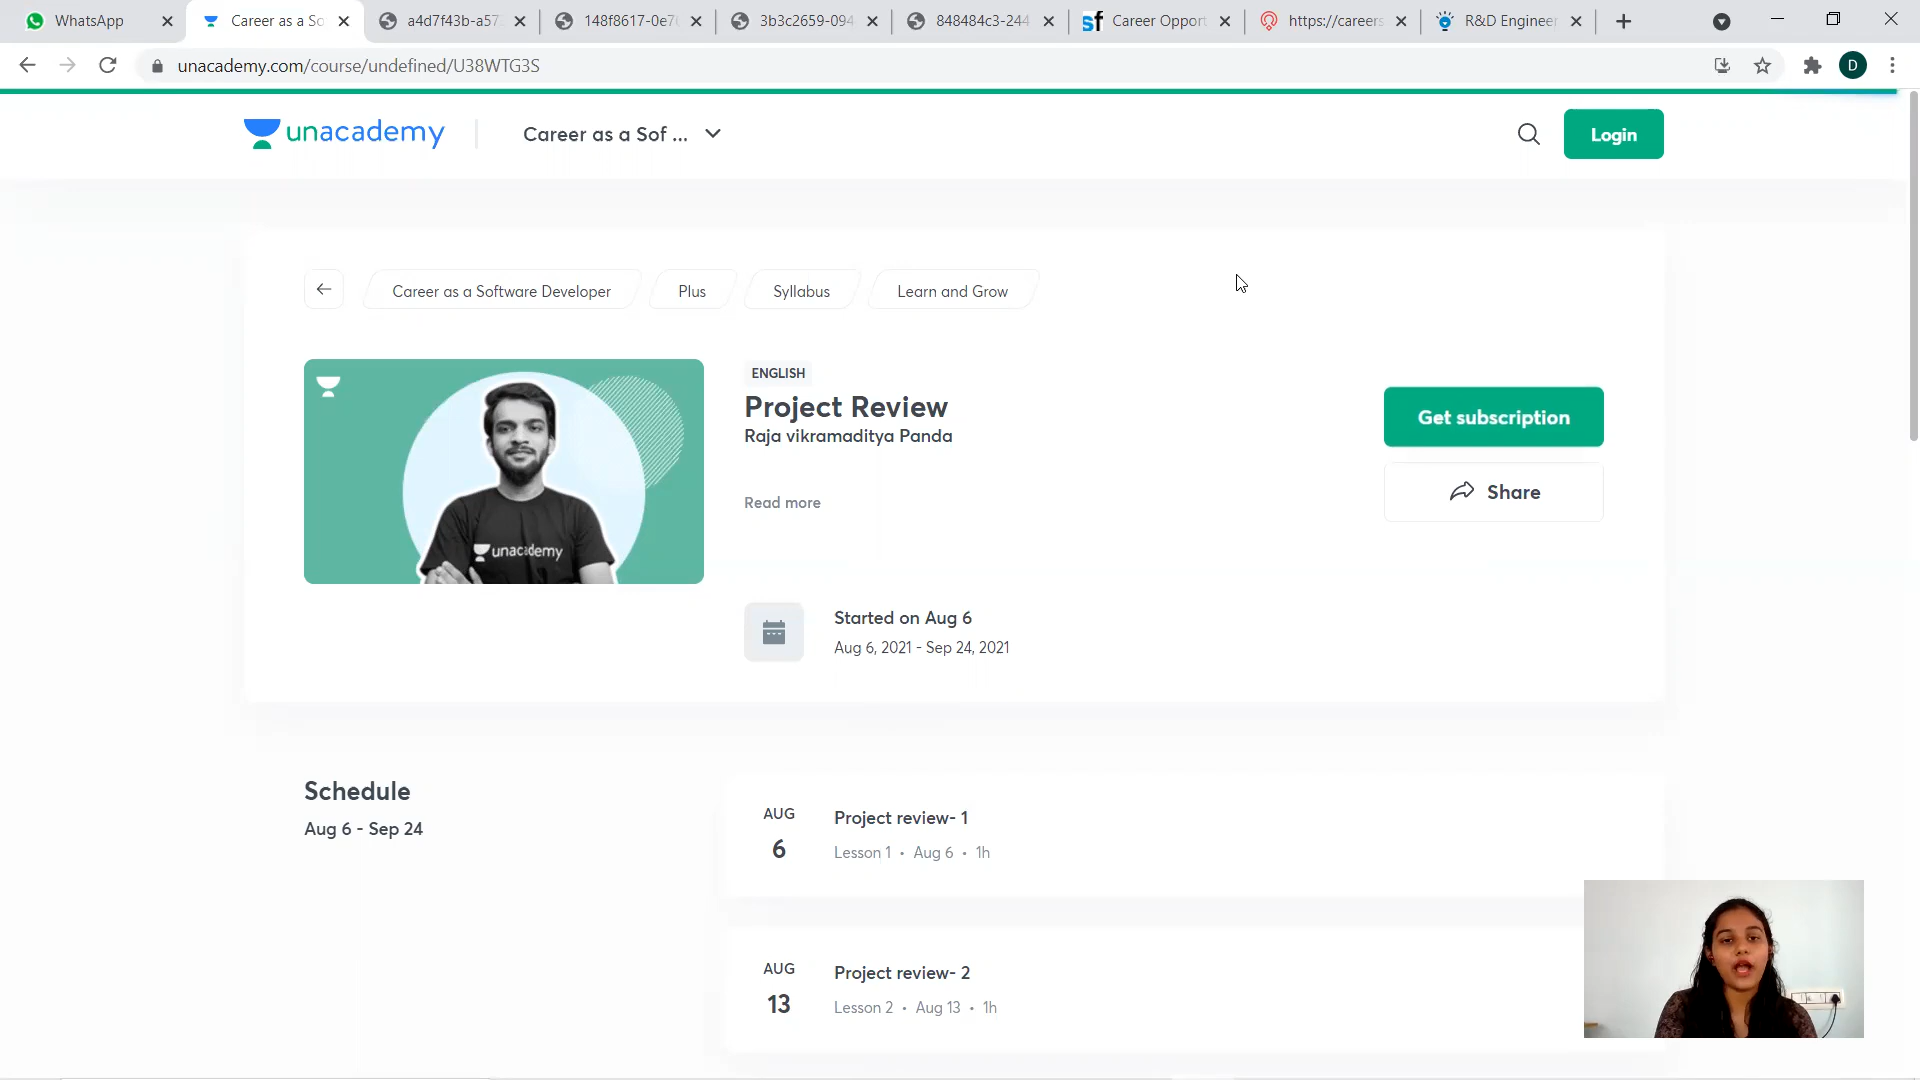 WhatsApp
Career as a So
a4d7f43b-a57
148f8617-0e7
3b3c2659-094
848484c3-244
Career Opport
https://careers
R&D Engineer
unacademy.com/course/undefined/U38WTG3S
D
unacademy
Career as a Sof ...
Login
Career as a Software Developer
Plus
Syllabus
Learn and Grow
unacademy
ENGLISH
Project Review
Raja vikramaditya Panda
Read more
Get subscription
Share
Started on Aug 6
Aug 6, 2021 - Sep 24, 2021
Schedule
Aug 6 - Sep 24
AUG
6
Project review- 1
Lesson 1 • Aug 6 • 1h
AUG
13
Project review- 2
Lesson 2 • Aug 13 • 1h